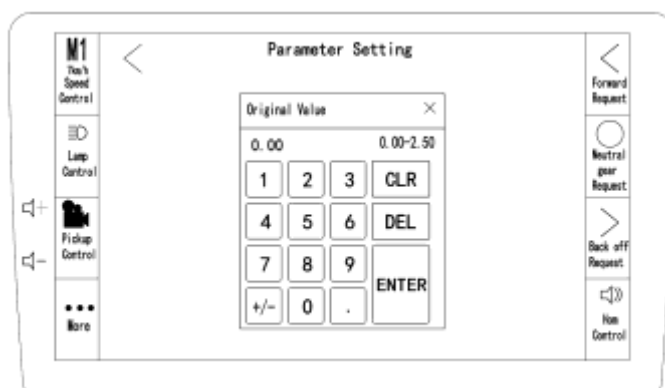 M1
7km/h
Speed
Control
Lamp
Control
Pickup
Control
More
Parameter Setting
Original Value
0.00 0.00-2.50
1 2 3 CLR
4 5 6 DEL
7 8 9
+/- 0 . ENTER
Forward
Request
Neutral
gear
Request
Back off
Request
Control